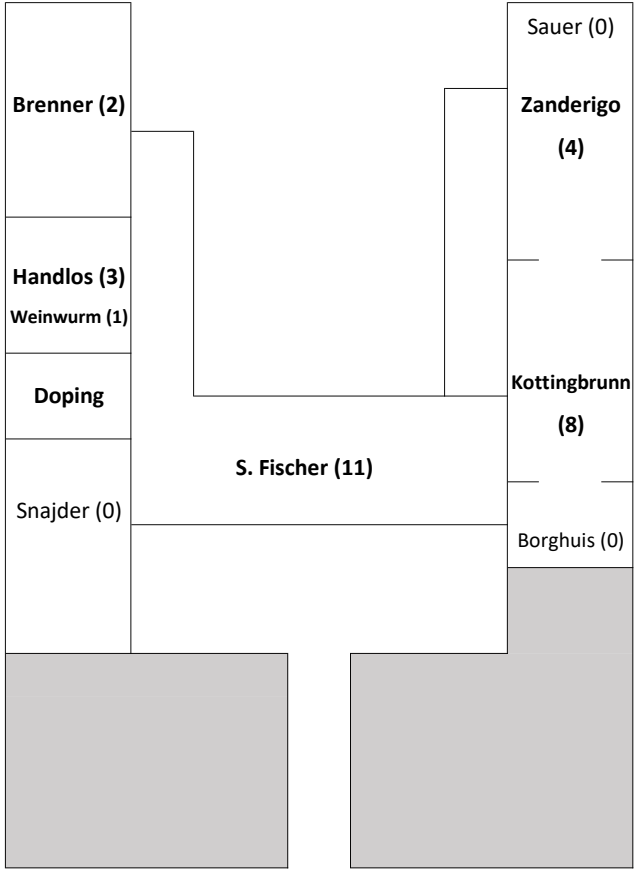 Brenner (2)
Handlos (3)
Weinwurm (1)
Doping
Snajder (0)
S. Fischer (11)
Sauer (0)
Zanderigo
(4)
Kottingbrunn
(8)
Borghuis (0)